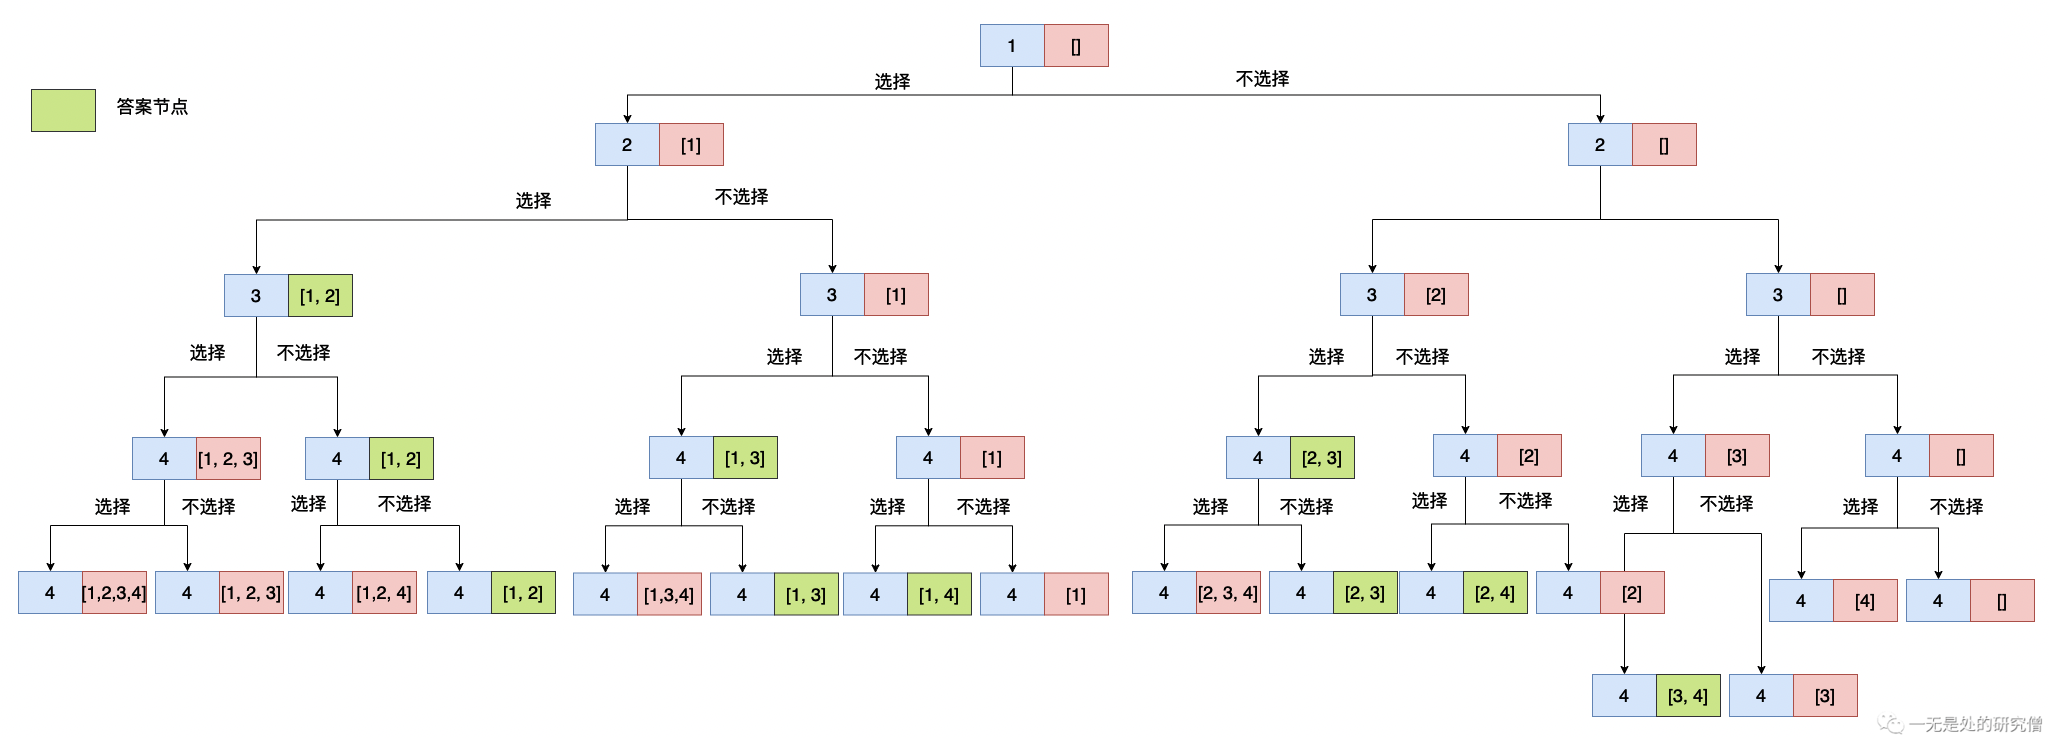 1 []
选择 不选择
答案节点
2 [1] 2 []
选择 不选择
3 [1, 2] 3 [1] 3 [2] 3 []
选择 不选择 选择 不选择 选择 不选择 选择 不选择
4 [1, 2, 3] 4 [1, 2] 4 [1, 3] 4 [1] 4 [2, 3] 4 [2] 4 [3] 4 []
选择 不选择 选择 不选择 选择 不选择 选择 不选择 选择 不选择 选择 不选择 选择 不选择 选择 不选择
4 [1,2,3,4] 4 [1, 2, 3] 4 [1,2, 4] 4 [1, 2] 4 [1,3,4] 4 [1, 3] 4 [1, 4] 4 [1] 4 [2, 3, 4] 4 [2, 3] 4 [2, 4] 4 [2] 4 [4] 4 []
4 [3, 4] 4 [3]
一无是处的研究僧